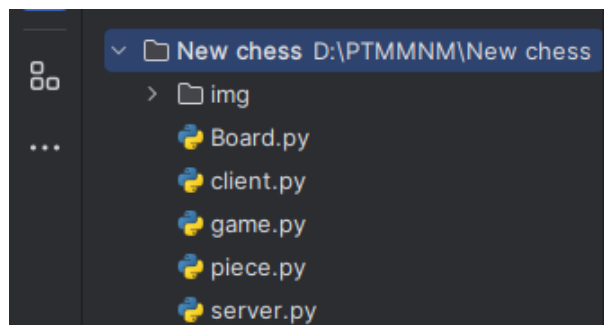 New chess D:\PTMMNM\New chess
img
Board.py
client.py
game.py
piece.py
server.py